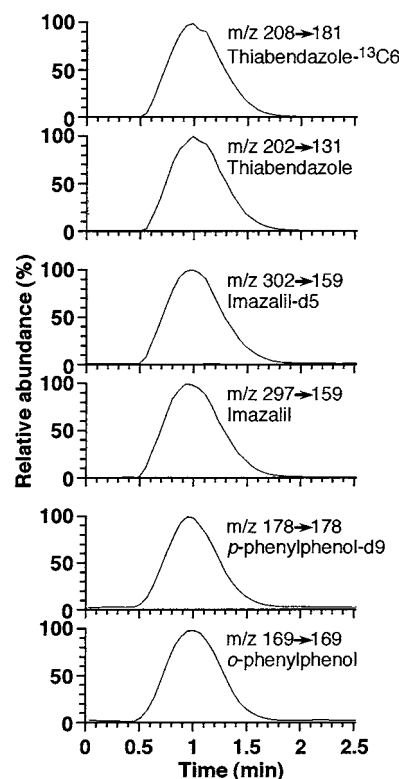 Relative abundance (%)
100
50
0
m/z 208→181
Thiabendazole-¹³C6
100
50
0
m/z 202→131
Thiabendazole
100
50
0
m/z 302→159
Imazalil-d5
100
50
0
m/z 297→159
Imazalil
100
50
0
m/z 178→178
p-phenylphenol-d9
100
50
0
m/z 169→169
o-phenylphenol
0 0.5 1 1.5 2 2.5
Time (min)